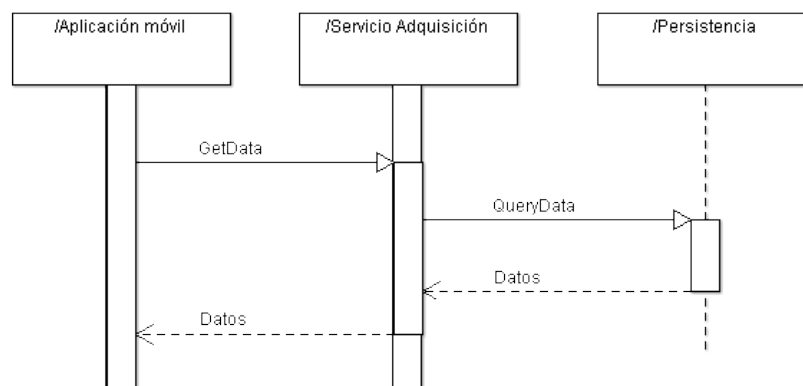 /Aplicación móvil
/Servicio Adquisición
/Persistencia
GetData
QueryData
Datos
Datos